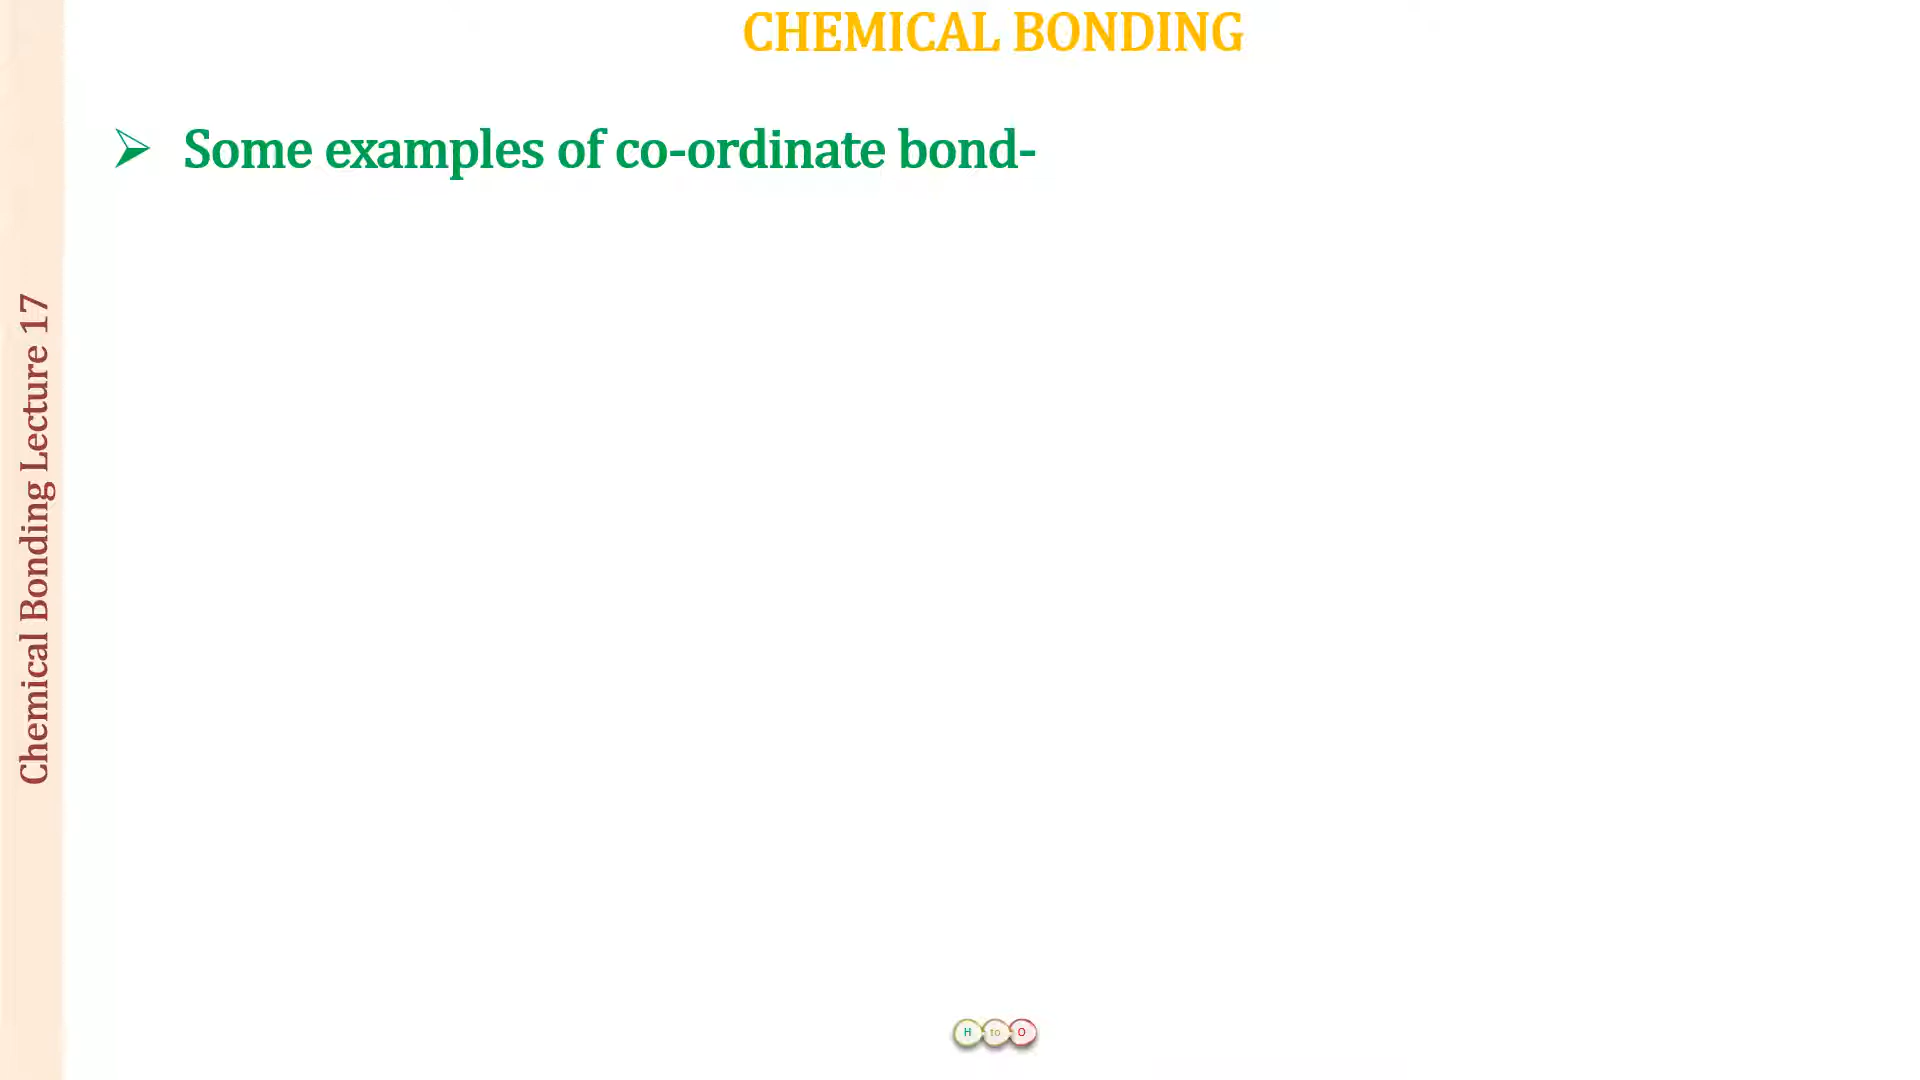 CHEMICAL BONDING
Some examples of co-ordinate bond-
Chemical Bonding Lecture 17
H to O